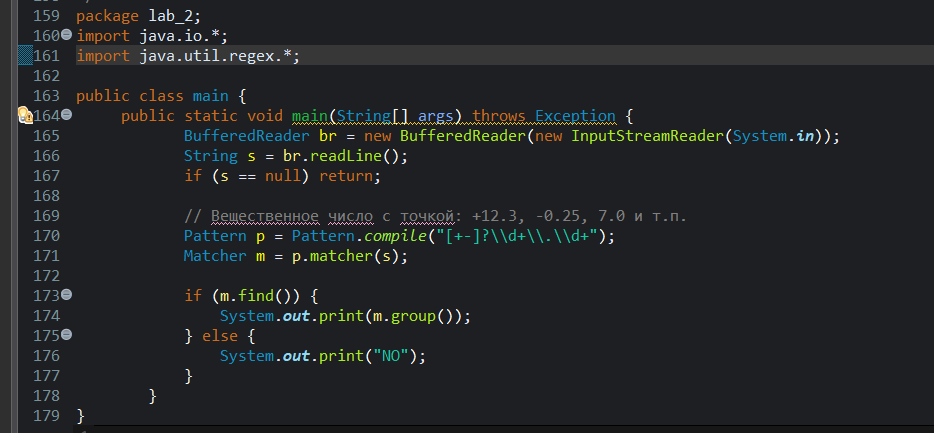 159 package lab_2;
160 import java.io.*;
161 import java.util.regex.*;
162
163 public class main {
164     public static void main(String[] args) throws Exception {
165         BufferedReader br = new BufferedReader(new InputStreamReader(System.in));
166         String s = br.readLine();
167         if (s == null) return;
168
169         // Вещественное число с точкой: +12.3, -0.25, 7.0 и т.п.
170         Pattern p = Pattern.compile("[+-]?\\d+\\.\\d+");
171         Matcher m = p.matcher(s);
172
173         if (m.find()) {
174             System.out.print(m.group());
175         } else {
176             System.out.print("NO");
177         }
178     }
179 }